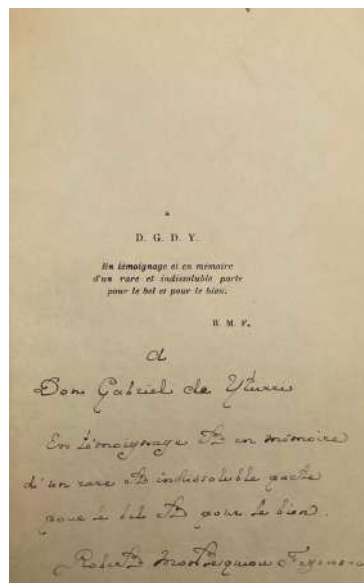 A
D. G. D. Y.
En témoignage et en mémoire
d'un rare et indissoluble pacte
pour le bel et pour le bien.
R. M. F.
A
Don Gabriel de Yturri
En témoignage Et en mémoire
d'un rare Et indissoluble pacte
pour le bel Et pour le bien.
Robert Montesquiou Fezensac